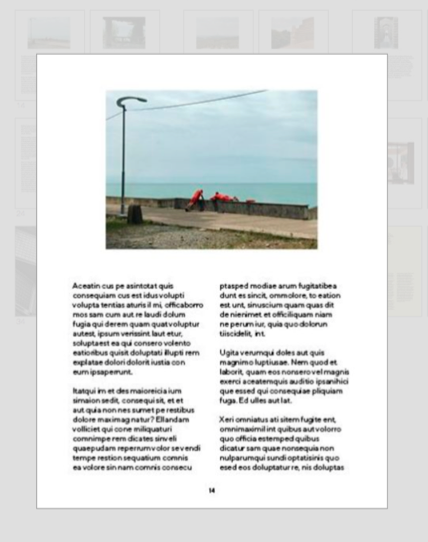 Aceatin cus pe asintotat quis
consequiam cus est idus volupti
volupta tentias aturis il mi, officaborro
mos sam cum aut re laudi dolum
fugia qui derem quam quat voluptur
autest, ipsum verissint laut etur,
soluptaest ea qui consero volento
eatioribus quisit doluptati illupti rem
explatae dolori dolorit iustia con
eum ipsaperrunt.
Itatqui im et des maioreicia ium
simaion sedit, consequi sit, et et
aut quia non nes sumet pe restibus
dolore maximag natur? Ellandam
volliciet qui cone miliquaturi
comnimpe rem dicates sinveli
quaepudam reperrum volor se vendi
tempe restion sequatium comnis
ea volore sin nam comnis consecu
ptasped modiae arum fugitatibea
dunt es sincit, ommolore, to eation
est unt, sinuscium quam quas dit
de nienimet et officiliquam niam
ne perum iur, quia quo dolorum
tiiscidelit, int.
Ugita verumqui doles aut quis
magnimo luptiusae. Nem quod et
laborit, quam eos nonsero vel magnis
exerci aceatemquis auditio ipsanihici
que essed qui consequiae pliquiam
fuga. Ed ulles aut lat.
Xeri omniatus ati sitem fugite ent,
omnimaximil int quibus aut volorro
quo officia estemped quibus
dicatur sam quae nonsequia non
nulparumqui sundi optatisinis quo
esed eos doluptatur re, nis doluptas
14